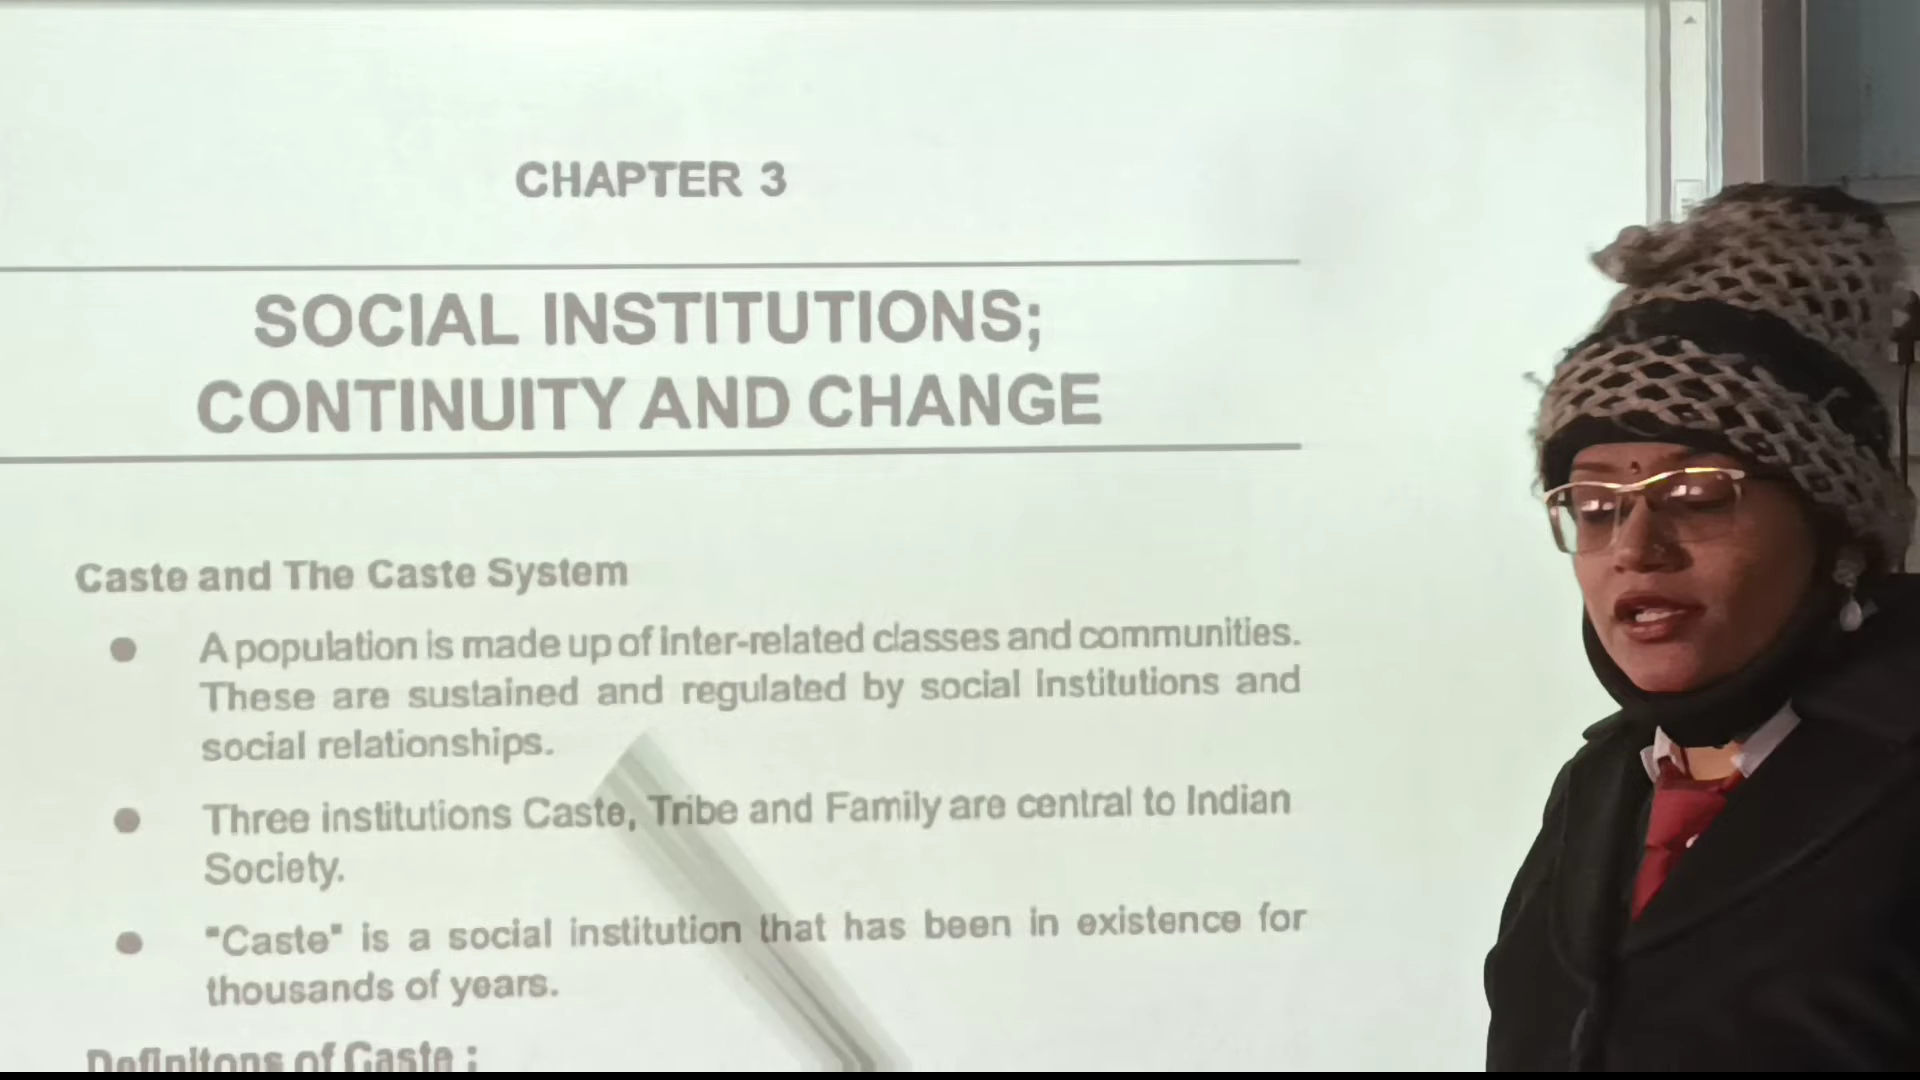 CHAPTER 3
SOCIAL INSTITUTIONS;
CONTINUITY AND CHANGE
Caste and The Caste System
● A population is made up of inter-related classes and communities.
These are sustained and regulated by social institutions and
social relationships.
● Three institutions Caste, Tribe and Family are central to Indian
Society.
● "Caste" is a social institution that has been in existence for
thousands of years.
Definitons of Caste :